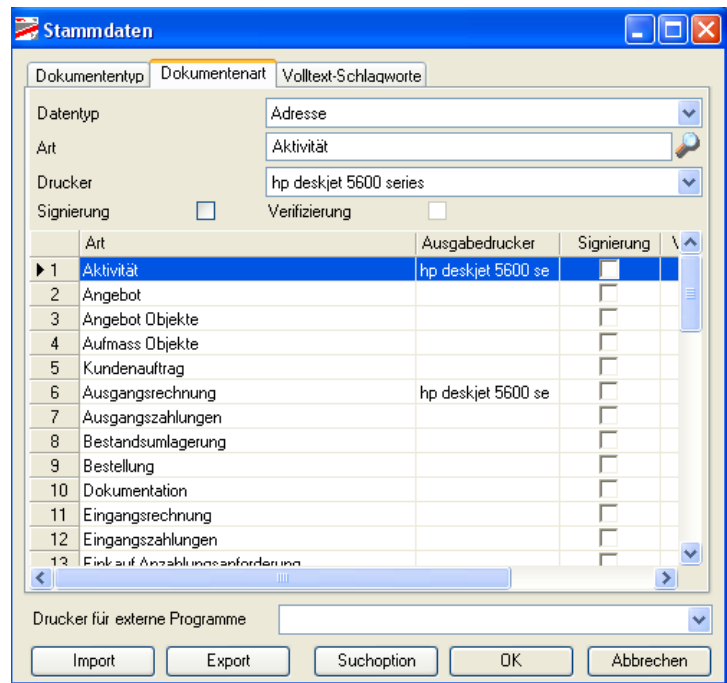 Stammdaten
Dokumententyp Dokumentenart Volltext-Schlagworte
Datentyp Adresse
Art Aktivität
Drucker hp deskjet 5600 series
Signierung Verifizierung
Art Ausgabedrucker Signierung
1 Aktivität hp deskjet 5600 se
2 Angebot
3 Angebot Objekte
4 Aufmass Objekte
5 Kundenauftrag
6 Ausgangsrechnung hp deskjet 5600 se
7 Ausgangszahlungen
8 Bestandsumlagerung
9 Bestellung
10 Dokumentation
11 Eingangsrechnung
12 Eingangszahlungen
13 Einkauf Anzahlungsanforderung
Drucker für externe Programme
Import Export Suchoption OK Abbrechen